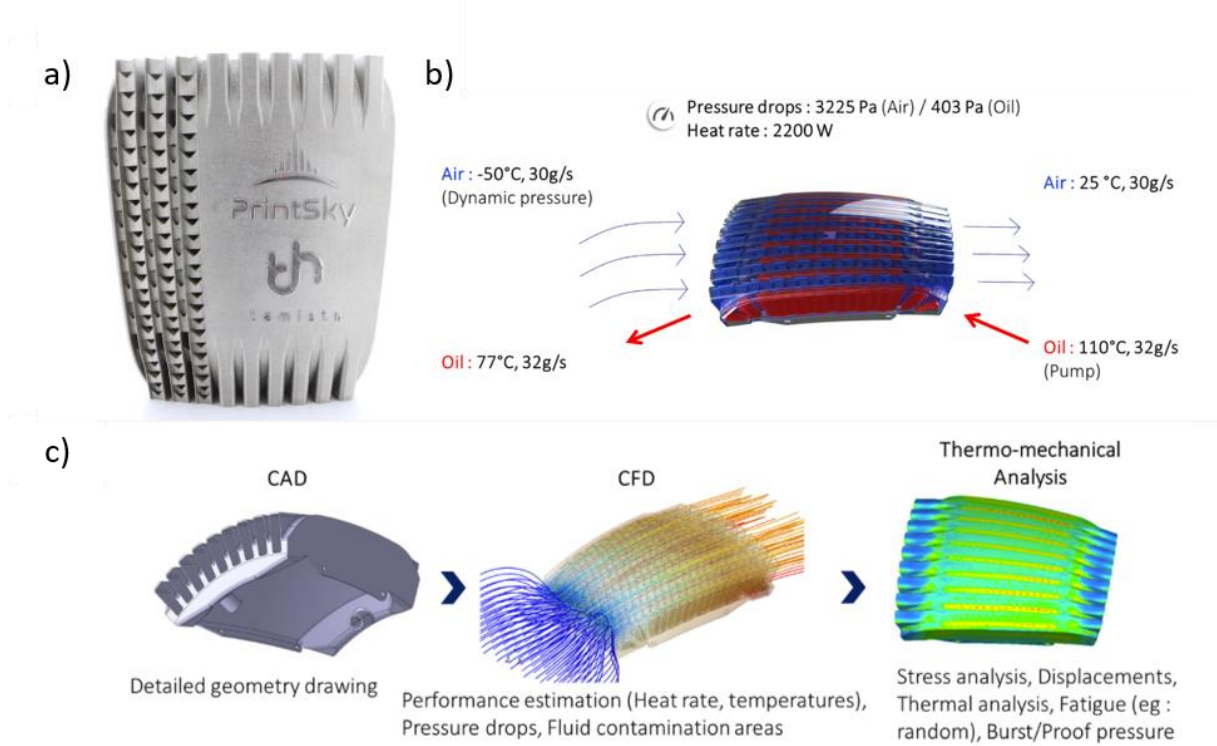 a)
PrintSky
th
Temisth
b)
Pressure drops : 3225 Pa (Air) / 403 Pa (Oil)
Heat rate : 2200 W
Air : -50°C, 30g/s
(Dynamic pressure)
Air : 25 °C, 30g/s
Oil : 77°C, 32g/s
Oil : 110°C, 32g/s
(Pump)
c)
CAD
Detailed geometry drawing
CFD
Performance estimation (Heat rate, temperatures),
Pressure drops, Fluid contamination areas
Thermo-mechanical
Analysis
Stress analysis, Displacements,
Thermal analysis, Fatigue (eg :
random), Burst/Proof pressure